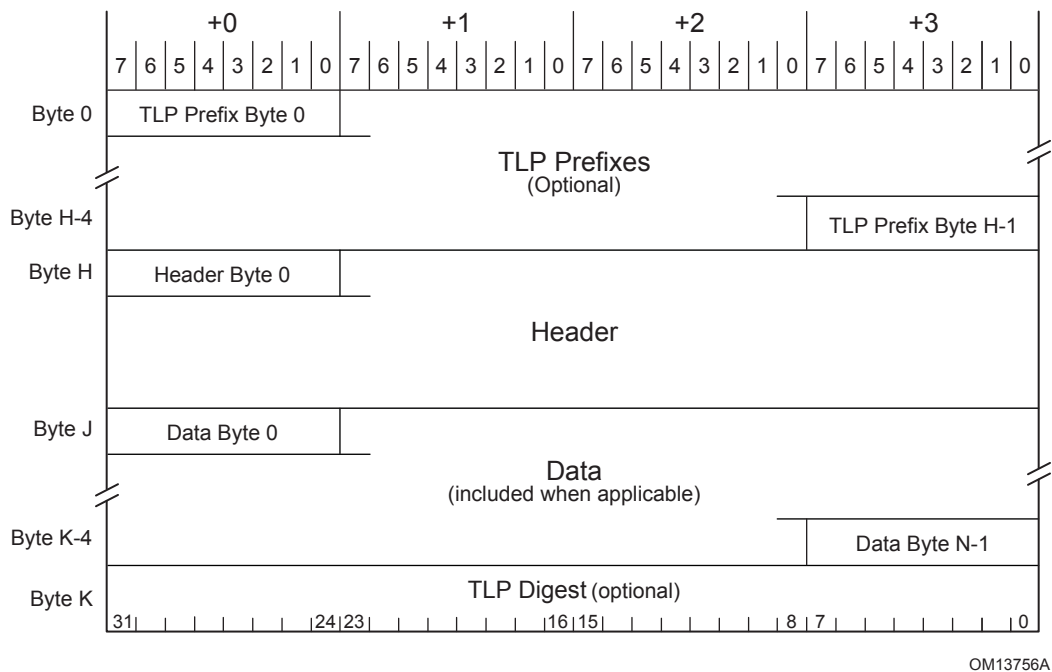 +0 +1 +2 +3
7 6 5 4 3 2 1 0 7 6 5 4 3 2 1 0 7 6 5 4 3 2 1 0 7 6 5 4 3 2 1 0
Byte 0 TLP Prefix Byte 0
TLP Prefixes
(Optional)
Byte H-4 TLP Prefix Byte H-1
Byte H Header Byte 0
Header
Byte J Data Byte 0
Data
(included when applicable)
Byte K-4 Data Byte N-1
Byte K TLP Digest (optional)
31 24 23 16 15 8 7 0
OM13756A